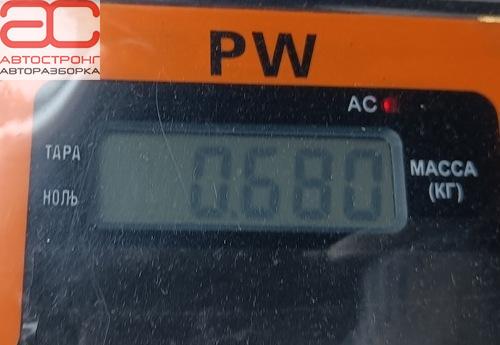 ас
АВТОСТРОНГ
АВТОРАЗБОРКА
PW
AC
ТАРА
НОЛЬ
0.680
МАССА
(КГ)